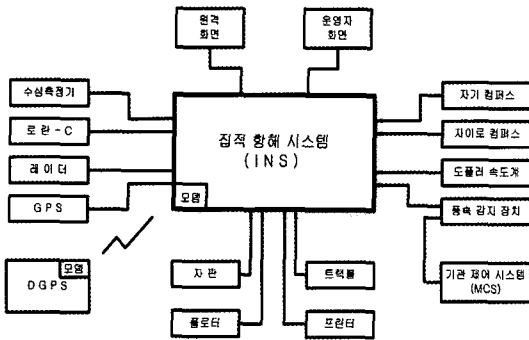 원격
화면
운영자
화면
수심측정기
로란-C
레이더
GPS
집적 항해 시스템
(INS)
모뎀
자기 컴퍼스
자이로 컴퍼스
도플러 속도계
풍속 감지 장치
기관 제어 시스템
(MCS)
모뎀
DGPS
자판
트랙볼
플로터
프린터